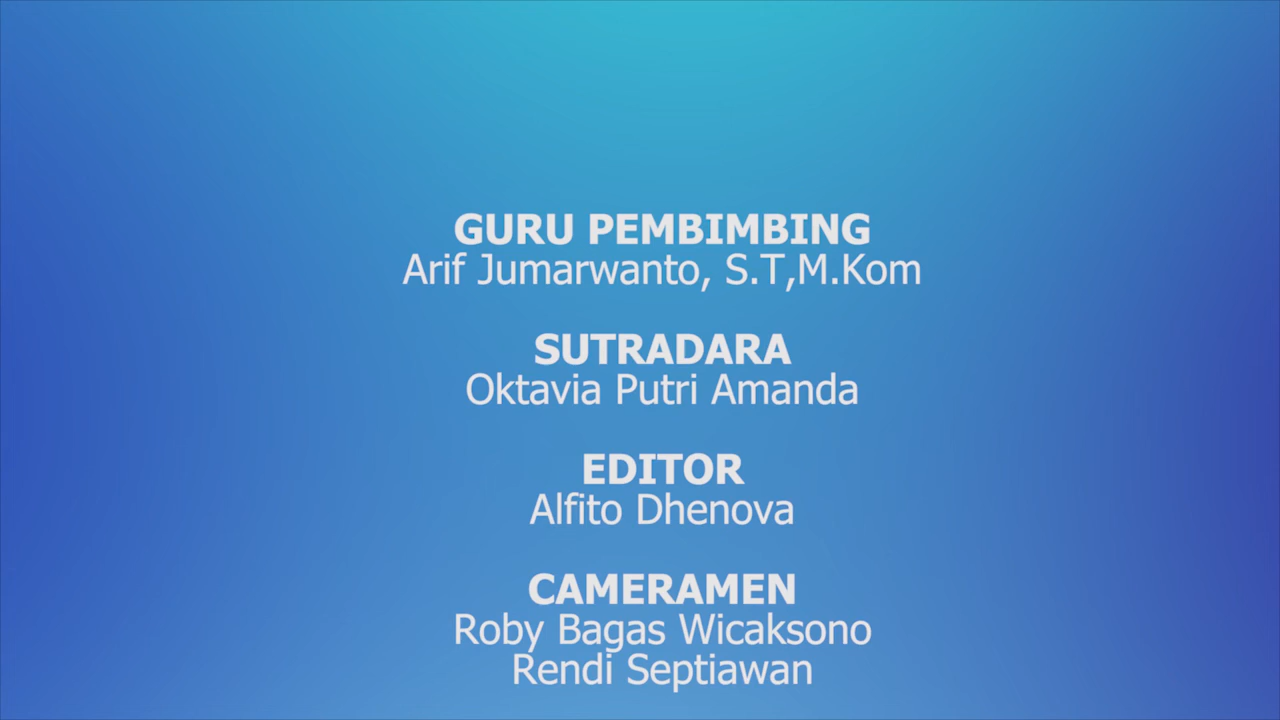 GURU PEMBIMBING
Arif Jumarwanto, S.T,M.Kom
SUTRADARA
Oktavia Putri Amanda
EDITOR
Alfito Dhenova
CAMERAMEN
Roby Bagas Wicaksono
Rendi Septiawan